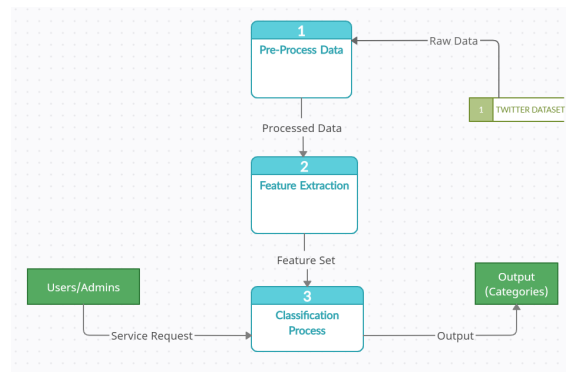 1
Pre-Process Data
Raw Data
1 TWITTER DATASET
Processed Data
2
Feature Extraction
Feature Set
Users/Admins
3
Classification
Process
Output
(Categories)
Service Request
Output